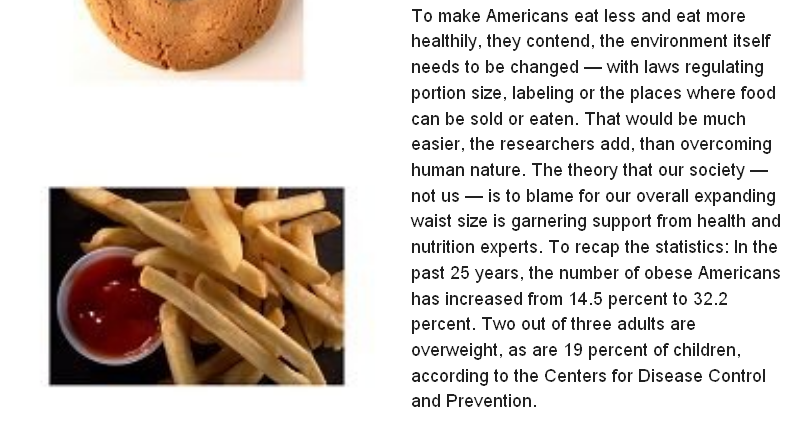 To make Americans eat less and eat more
healthily, they contend, the environment itself
needs to be changed — with laws regulating
portion size, labeling or the places where food
can be sold or eaten. That would be much
easier, the researchers add, than overcoming
human nature. The theory that our society —
not us — is to blame for our overall expanding
waist size is garnering support from health and
nutrition experts. To recap the statistics: In the
past 25 years, the number of obese Americans
has increased from 14.5 percent to 32.2
percent. Two out of three adults are
overweight, as are 19 percent of children,
according to the Centers for Disease Control
and Prevention.